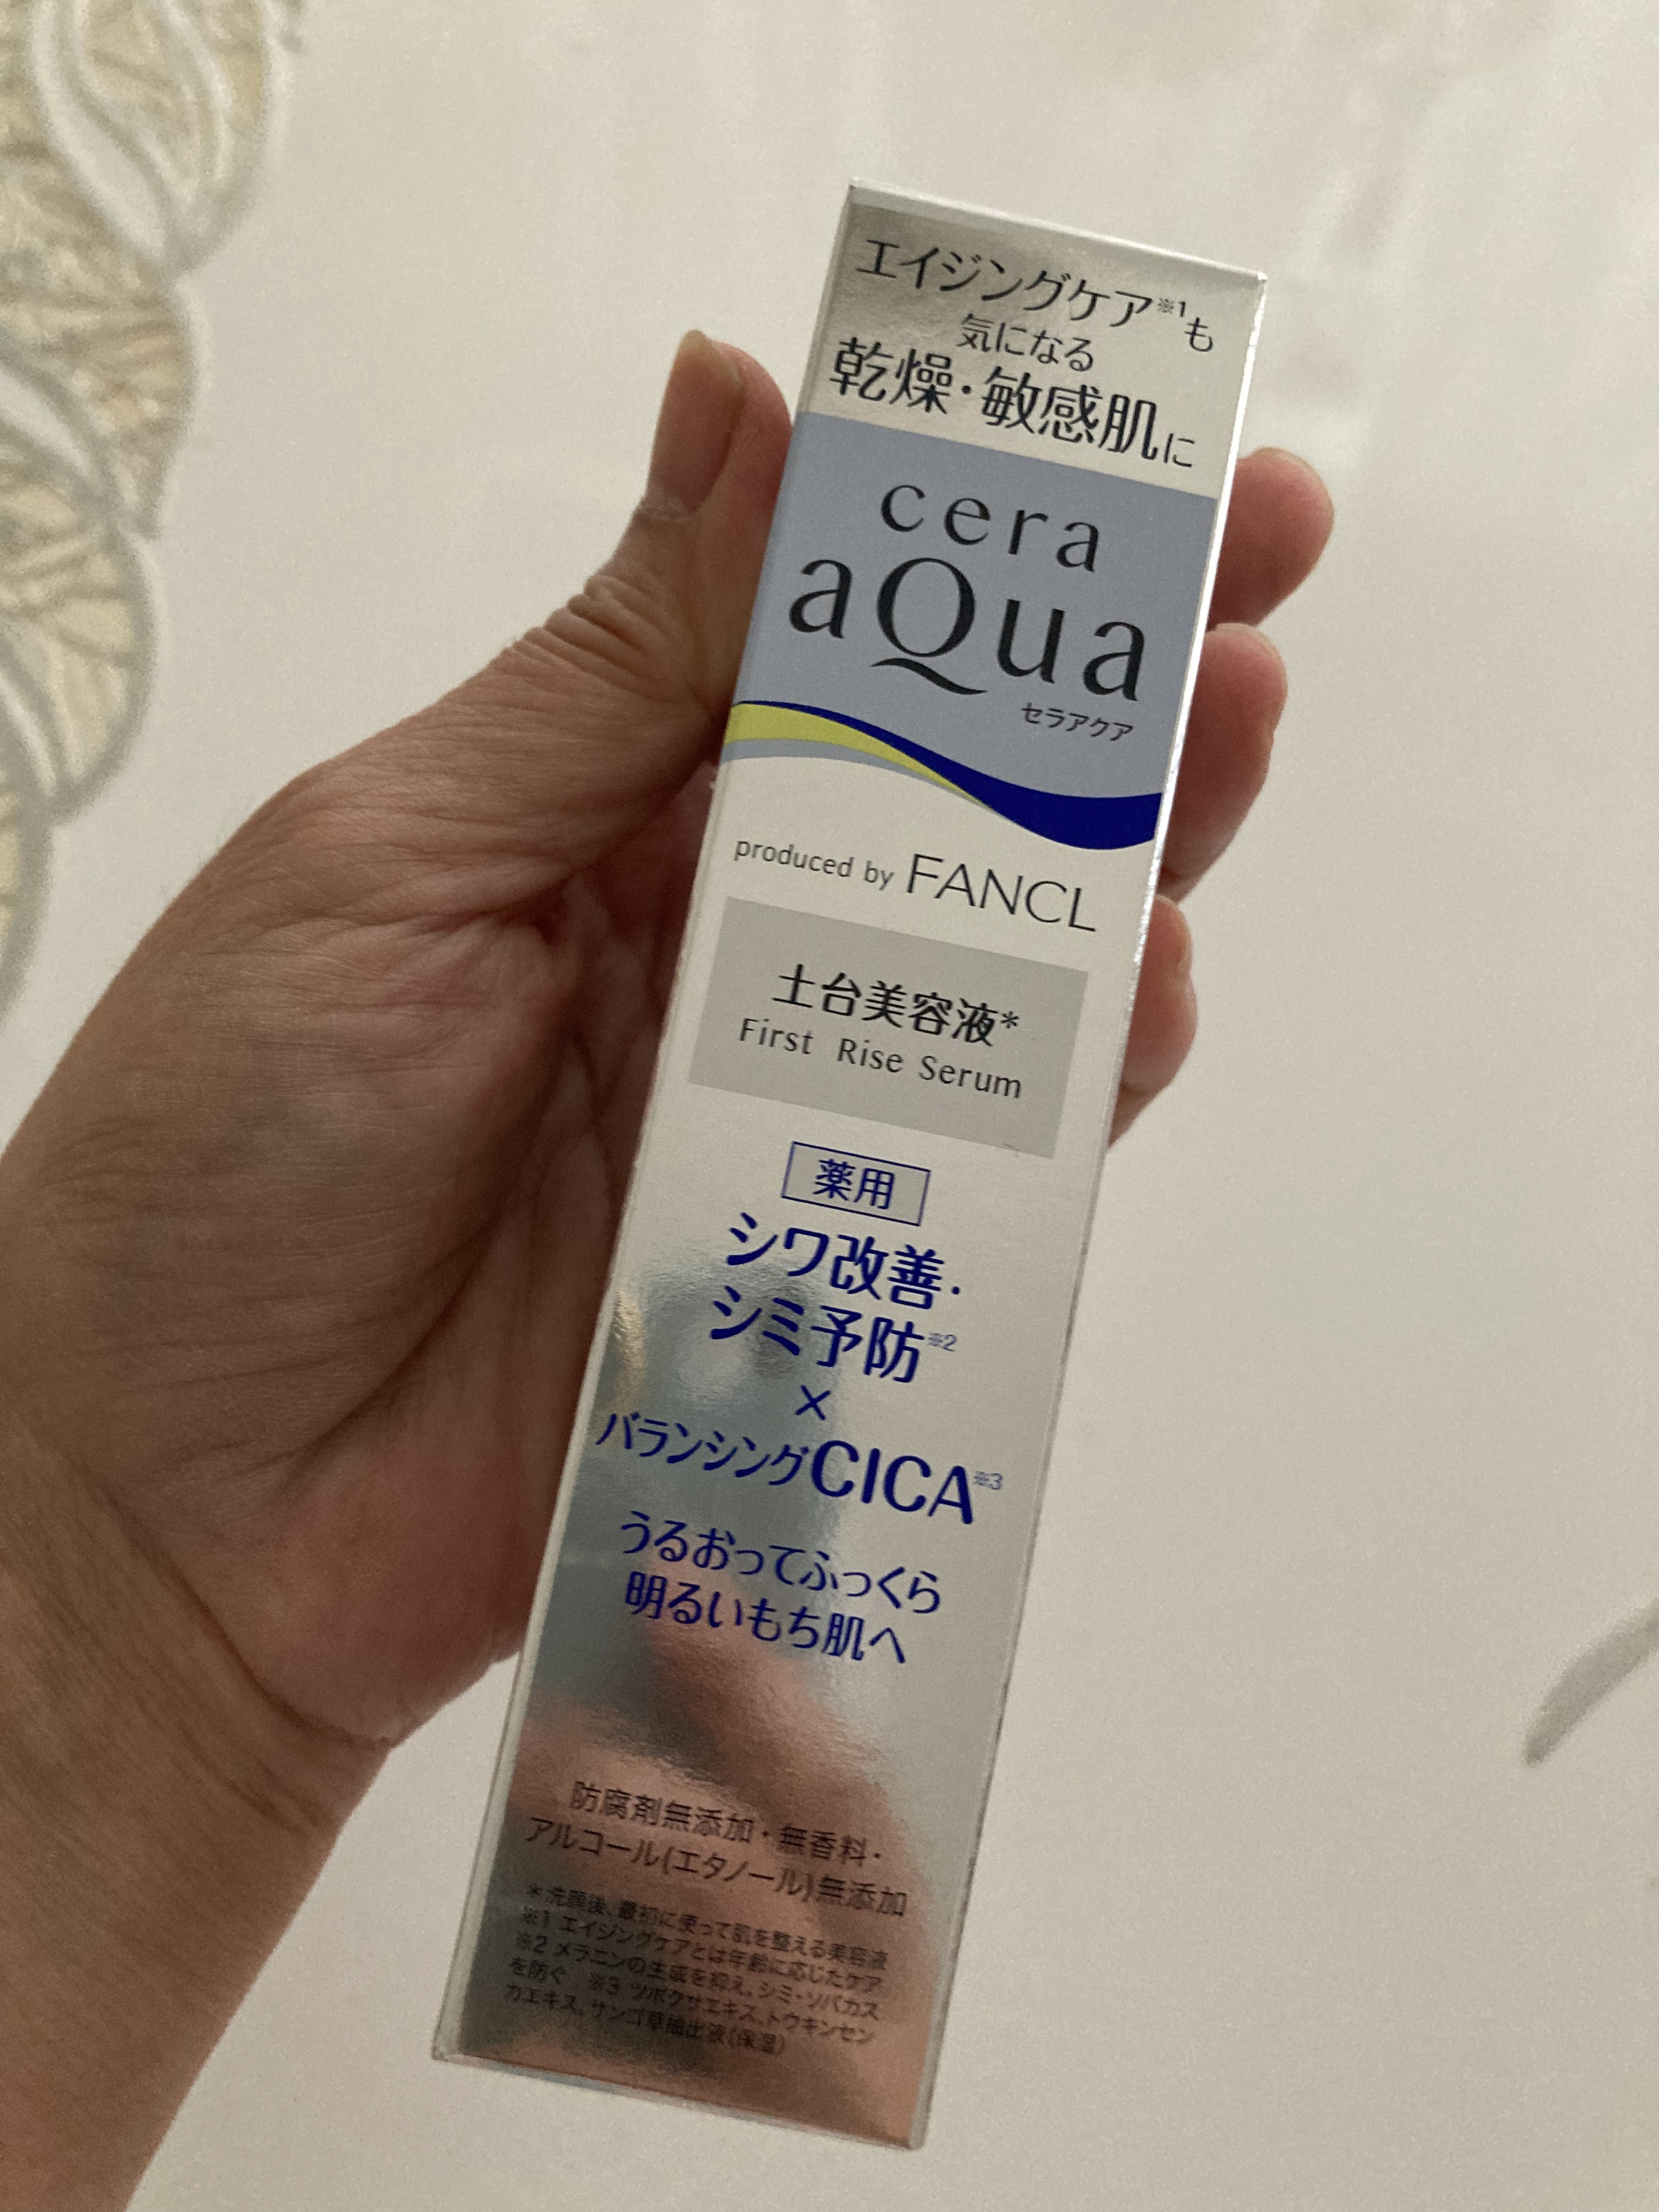 エイジングケア※1も
気になる
乾燥・敏感肌に
cera
aQua
セラアクア
produced by FANCL
土台美容液*
First Rise Serum
薬用
シワ改善・
シミ予防※2
×
バランシングCICA※3
うるおってふっくら
明るいもち肌へ
防腐剤無添加・無香料・
アルコール(エタノール)無添加
*洗顔後、最初に使って肌を整える美容液
※1 エイジングケアとは年齢に応じたケア
※2 メラニンの生成を抑え、シミ・ソバカス
を防ぐ ※3 ツボクサエキス、トウキンセン
カエキス、サンゴ草抽出液(保湿)